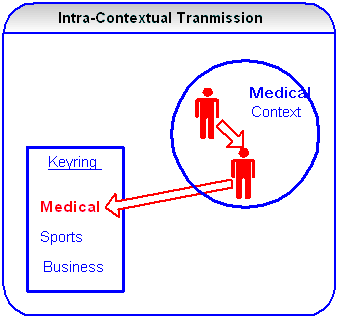 Intra-Contextual Tranmission
Medical
Context
Keyring
Medical
Sports
Business